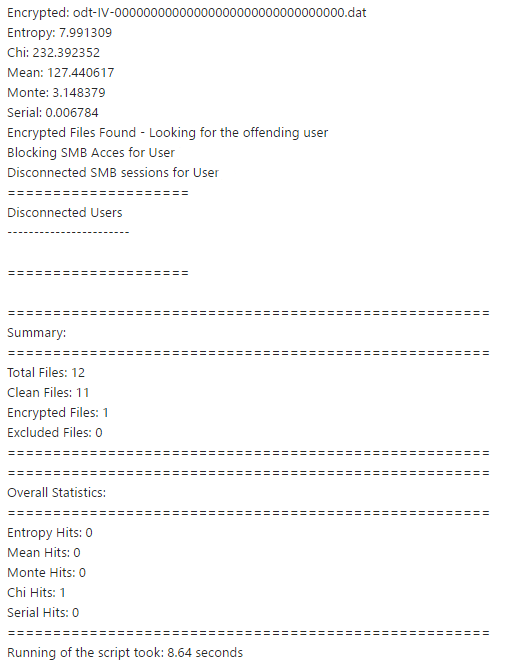 Encrypted: odt-IV-00000000000000000000000000000000.dat
Entropy: 7.991309
Chi: 232.392352
Mean: 127.440617
Monte: 3.148379
Serial: 0.006784
Encrypted Files Found - Looking for the offending user
Blocking SMB Acces for User
Disconnected SMB sessions for User
====================
Disconnected Users
-----------------------
====================
=====================================================
Summary:
=====================================================
Total Files: 12
Clean Files: 11
Encrypted Files: 1
Excluded Files: 0
=====================================================
=====================================================
Overall Statistics:
=====================================================
Entropy Hits: 0
Mean Hits: 0
Monte Hits: 0
Chi Hits: 1
Serial Hits: 0
=====================================================
Running of the script took: 8.64 seconds